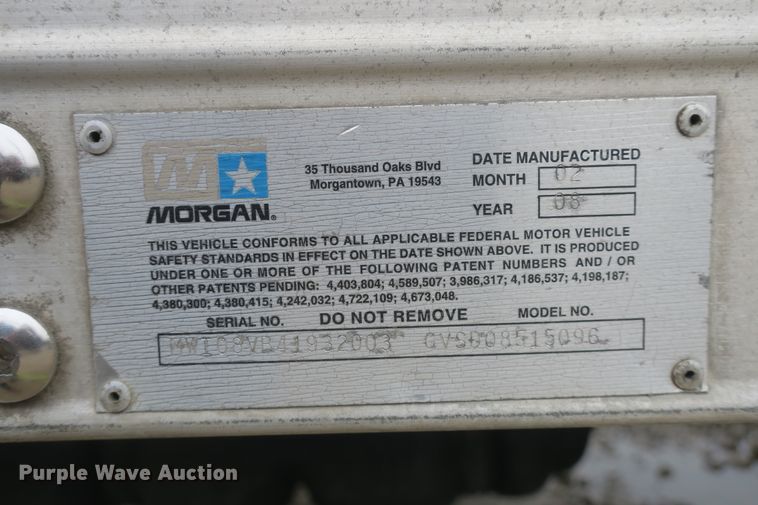 M
MORGAN®
35 Thousand Oaks Blvd
Morgantown, PA 19543
DATE MANUFACTURED
MONTH 02
YEAR 08
THIS VEHICLE CONFORMS TO ALL APPLICABLE FEDERAL MOTOR VEHICLE
SAFETY STANDARDS IN EFFECT ON THE DATE SHOWN ABOVE. IT IS PRODUCED
UNDER ONE OR MORE OF THE FOLLOWING PATENT NUMBERS AND / OR
OTHER PATENTS PENDING: 4,403,804; 4,589,507; 3,986,317; 4,186,537; 4,198,187;
4,380,300; 4,380,415; 4,242,032; 4,722,109; 4,673,048.
SERIAL NO. DO NOT REMOVE MODEL NO.
GVSD08515096
Purple Wave Auction